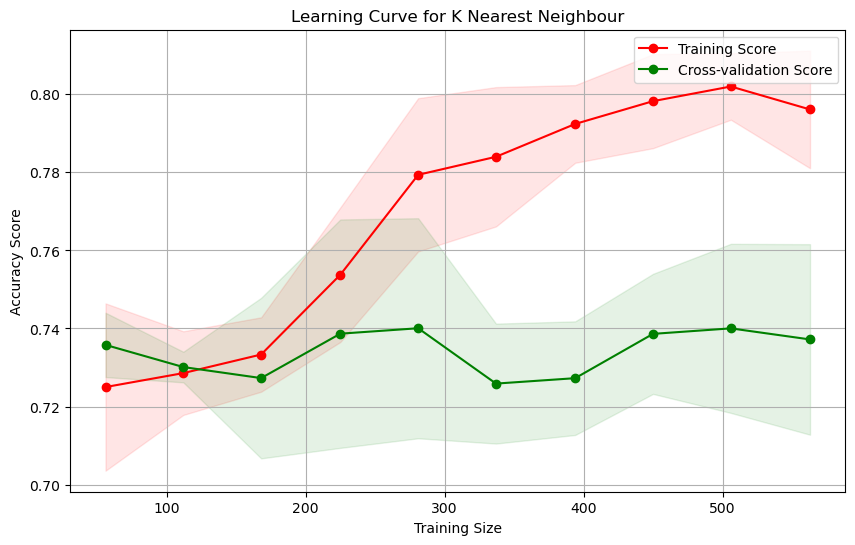 Learning Curve for K Nearest Neighbour
Training Score
Cross-validation Score
Accuracy Score
0.80
0.78
0.76
0.74
0.72
0.70
100
200
300
400
500
Training Size